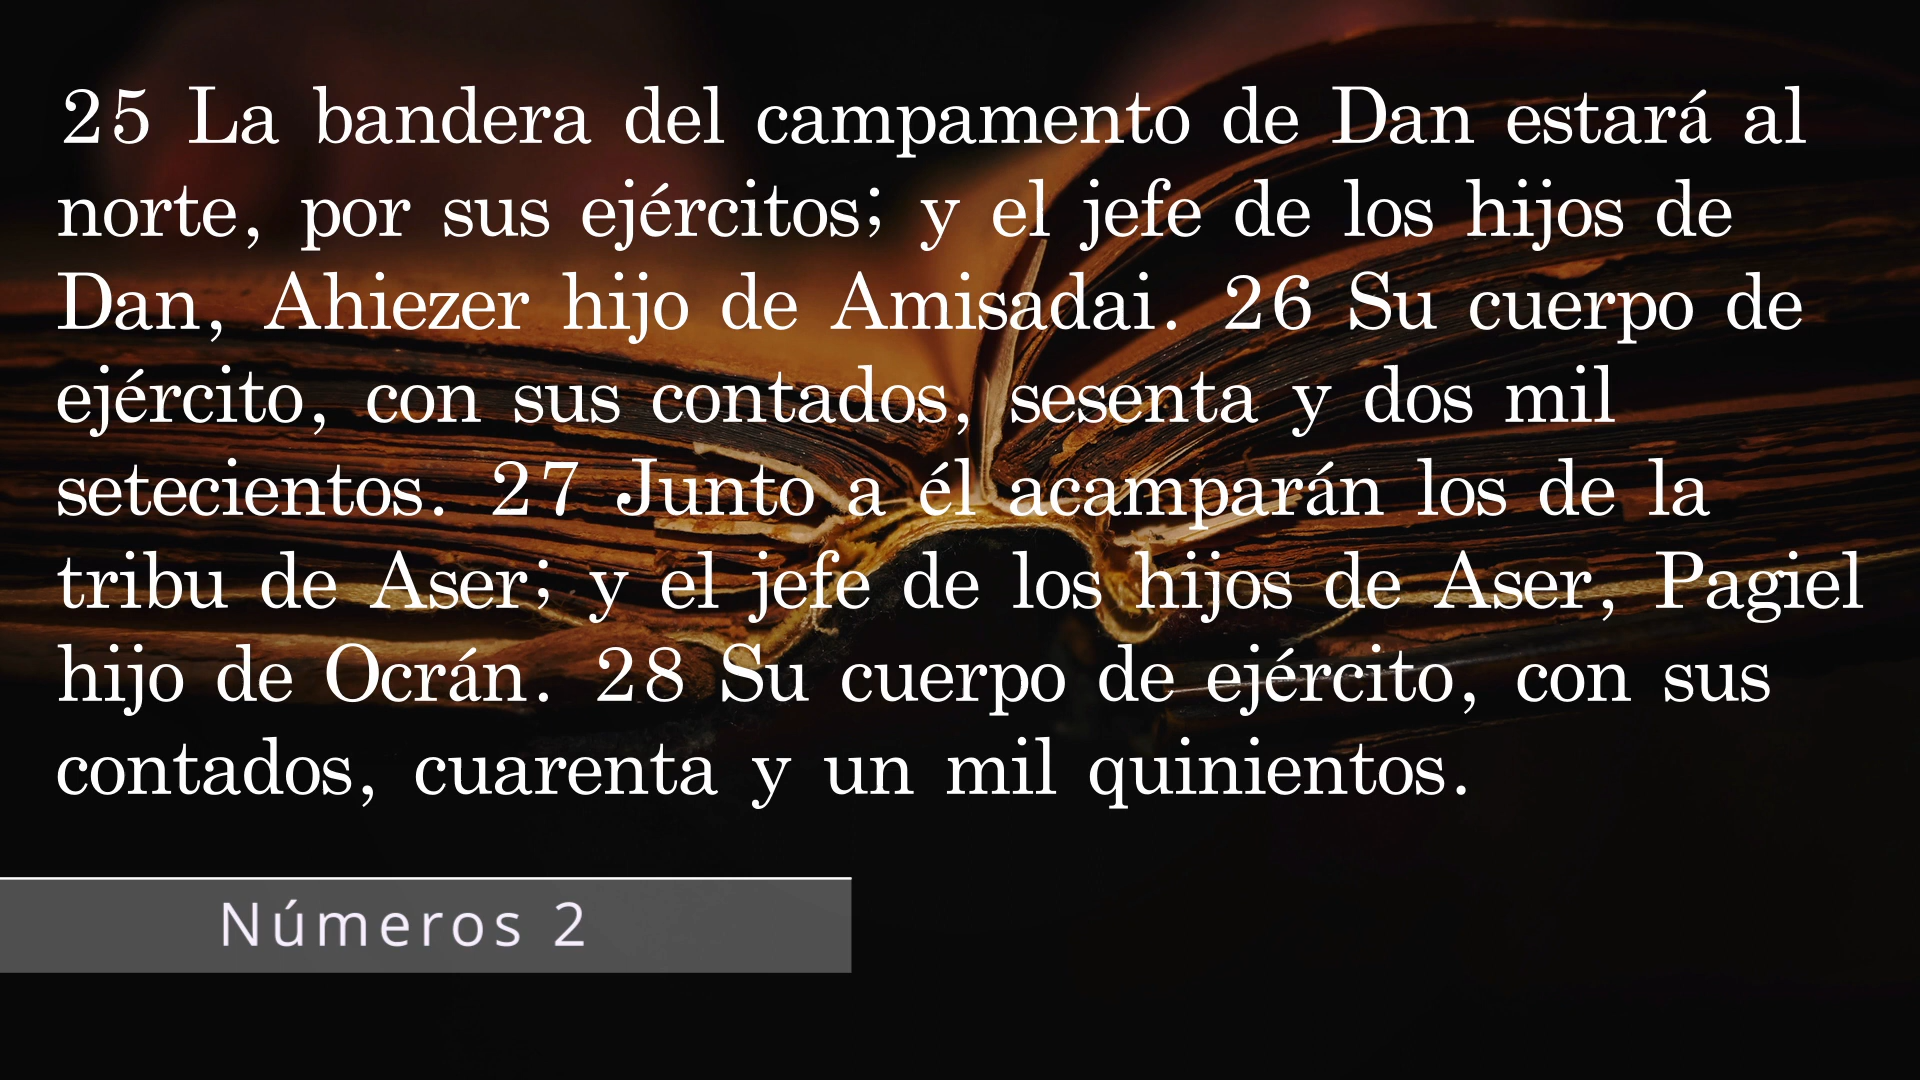 25 La bandera del campamento de Dan estará al
norte, por sus ejércitos; y el jefe de los hijos de
Dan, Ahiezer hijo de Amisadai. 26 Su cuerpo de
ejército, con sus contados, sesenta y dos mil
setecientos. 27 Junto a él acamparán los de la
tribu de Aser; y el jefe de los hijos de Aser, Pagiel
hijo de Ocrán. 28 Su cuerpo de ejército, con sus
contados, cuarenta y un mil quinientos.
Números 2